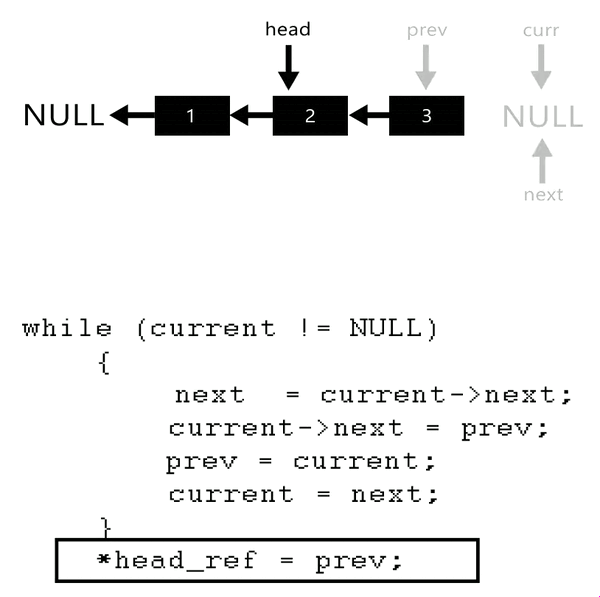 head prev curr
NULL 1 2 3 NULL
next
while (current != NULL)
{
next = current->next;
current->next = prev;
prev = current;
current = next;
}
*head_ref = prev;